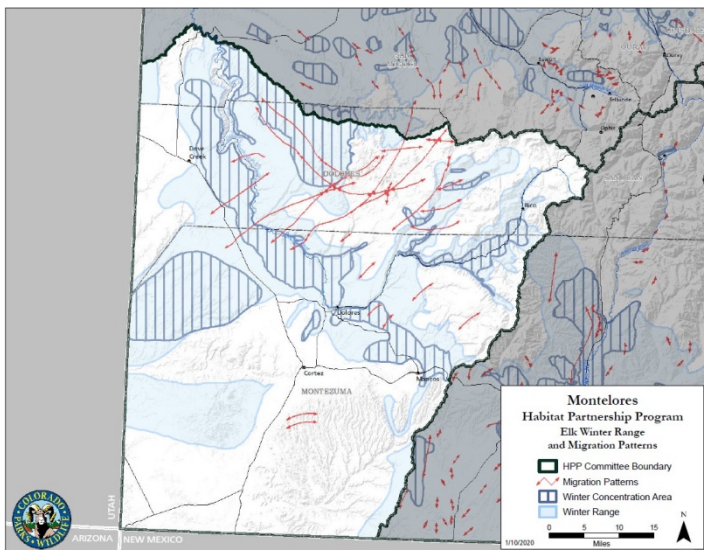 OURAY
Ouray
Dove
Creek
DOLORES
Rico
Dolores
Cortez
Mancos
MONTEZUMA
Montelores
Habitat Partnership Program
Elk Winter Range
and Migration Patterns
HPP Committee Boundary
Migration Patterns
Winter Concentration Area
Winter Range
N
0 5 10 15
Miles
1/10/2020
COLORADO
PARKS
WILDLIFE
UTAH
ARIZONA
NEW MEXICO